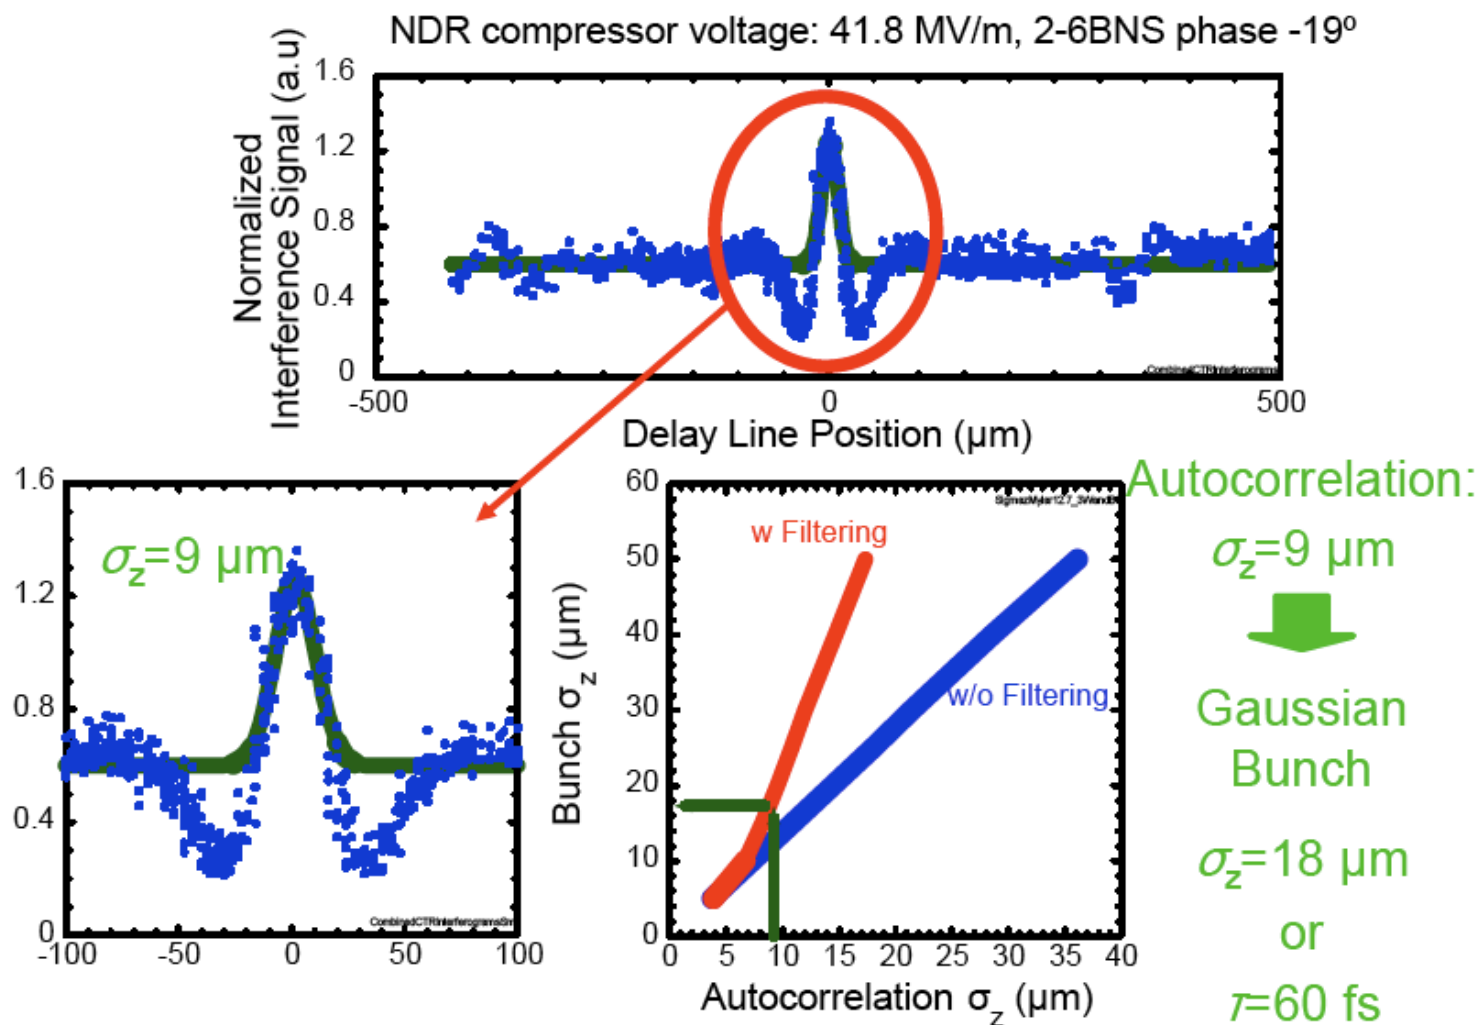 NDR compressor voltage: 41.8 MV/m, 2-6BNS phase -19º
Normalized
Interference Signal (a.u)
1.6
1.2
0.8
0.4
0
-500
0
500
CombinedCTRInterferograms
Delay Line Position (µm)
1.6
1.2
0.8
0.4
0
σz=9 µm
CombinedCTRInterferogramsSm
-100
-50
0
50
100
Bunch σz (µm)
60
50
40
30
20
10
0
w Filtering
w/o Filtering
0
5
10
15
20
25
30
35
40
Autocorrelation σz (µm)
Autocorrelation:
σz=9 µm
Gaussian
Bunch
σz=18 µm
or
τ=60 fs